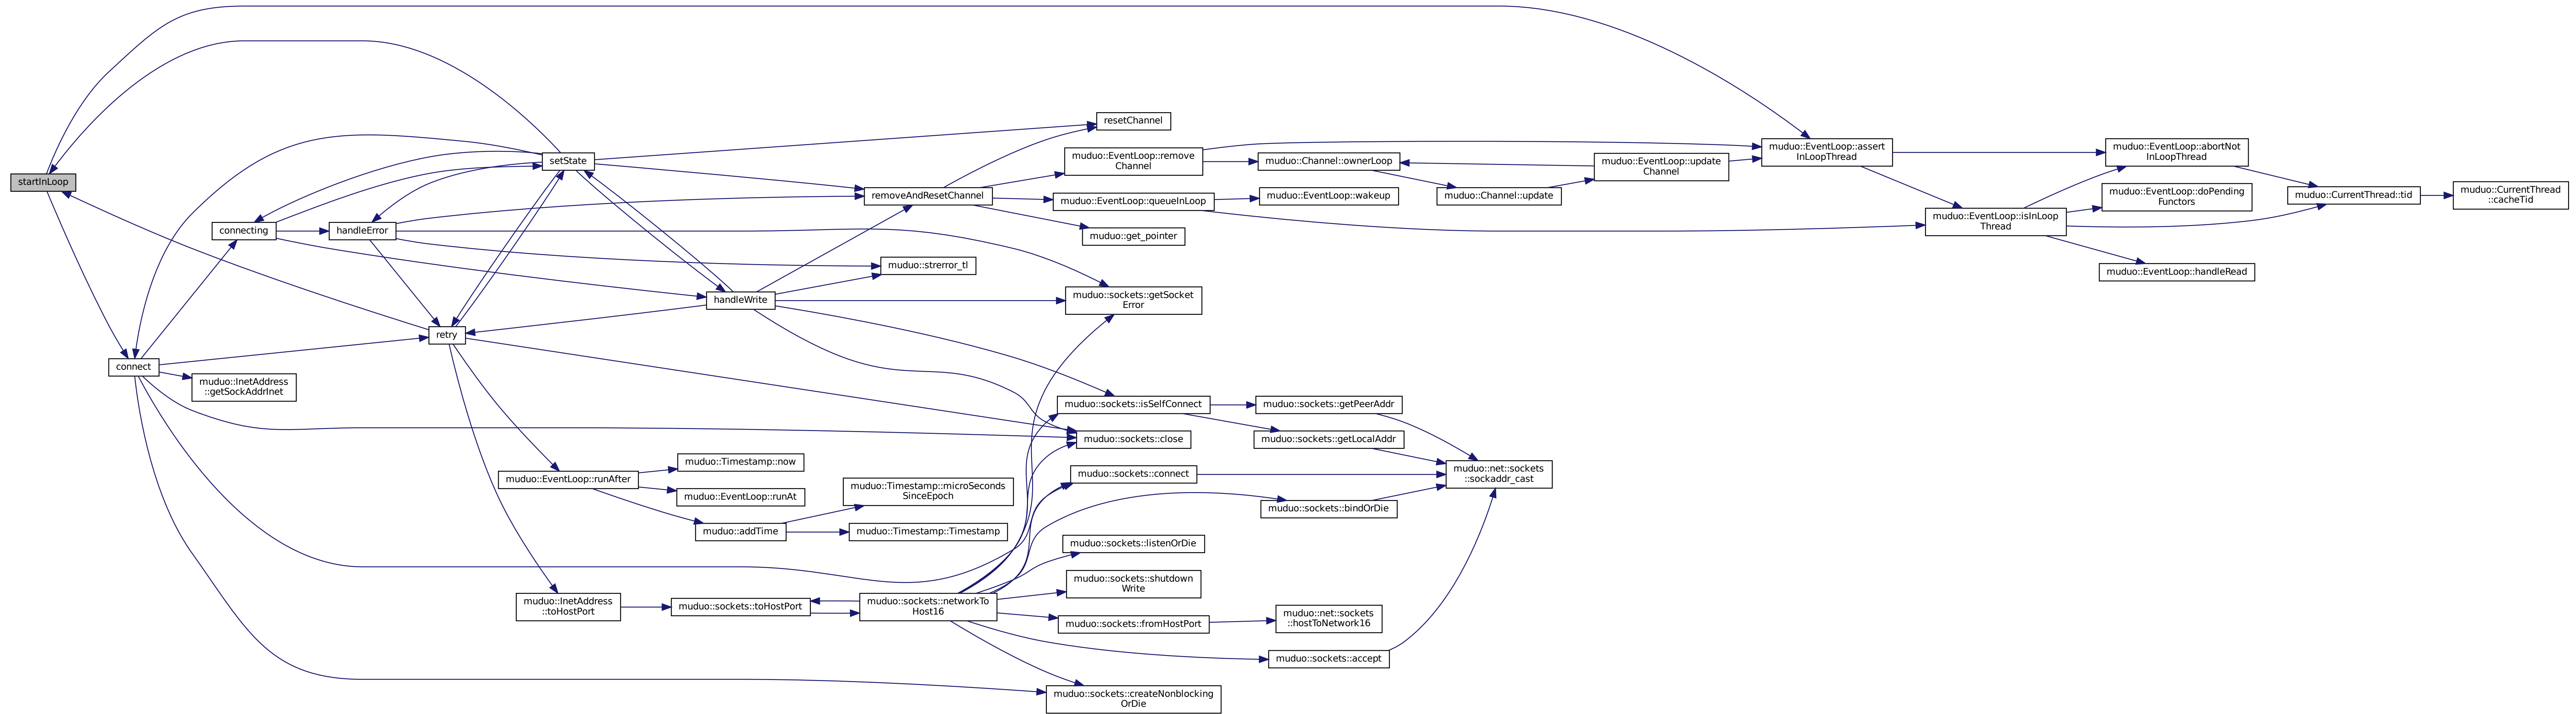 startInLoop
connect
connecting
muduo::InetAddress
::getSockAddrInet
handleError
retry
setState
muduo::EventLoop::runAfter
muduo::InetAddress
::toHostPort
handleWrite
muduo::Timestamp::now
muduo::EventLoop::runAt
muduo::addTime
muduo::sockets::toHostPort
removeAndResetChannel
muduo::strerror_tl
muduo::Timestamp::microSeconds
SinceEpoch
muduo::Timestamp::Timestamp
muduo::sockets::networkTo
Host16
resetChannel
muduo::EventLoop::remove
Channel
muduo::EventLoop::queueInLoop
muduo::get_pointer
muduo::sockets::getSocket
Error
muduo::sockets::isSelfConnect
muduo::sockets::close
muduo::sockets::connect
muduo::sockets::listenOrDie
muduo::sockets::shutdown
Write
muduo::sockets::fromHostPort
muduo::sockets::createNonblocking
OrDie
muduo::Channel::ownerLoop
muduo::EventLoop::wakeup
muduo::sockets::getPeerAddr
muduo::sockets::getLocalAddr
muduo::sockets::bindOrDie
muduo::net::sockets
::hostToNetwork16
muduo::sockets::accept
muduo::Channel::update
muduo::net::sockets
::sockaddr_cast
muduo::EventLoop::update
Channel
muduo::EventLoop::assert
InLoopThread
muduo::EventLoop::isInLoop
Thread
muduo::EventLoop::abortNot
InLoopThread
muduo::EventLoop::doPending
Functors
muduo::EventLoop::handleRead
muduo::CurrentThread::tid
muduo::CurrentThread
::cacheTid